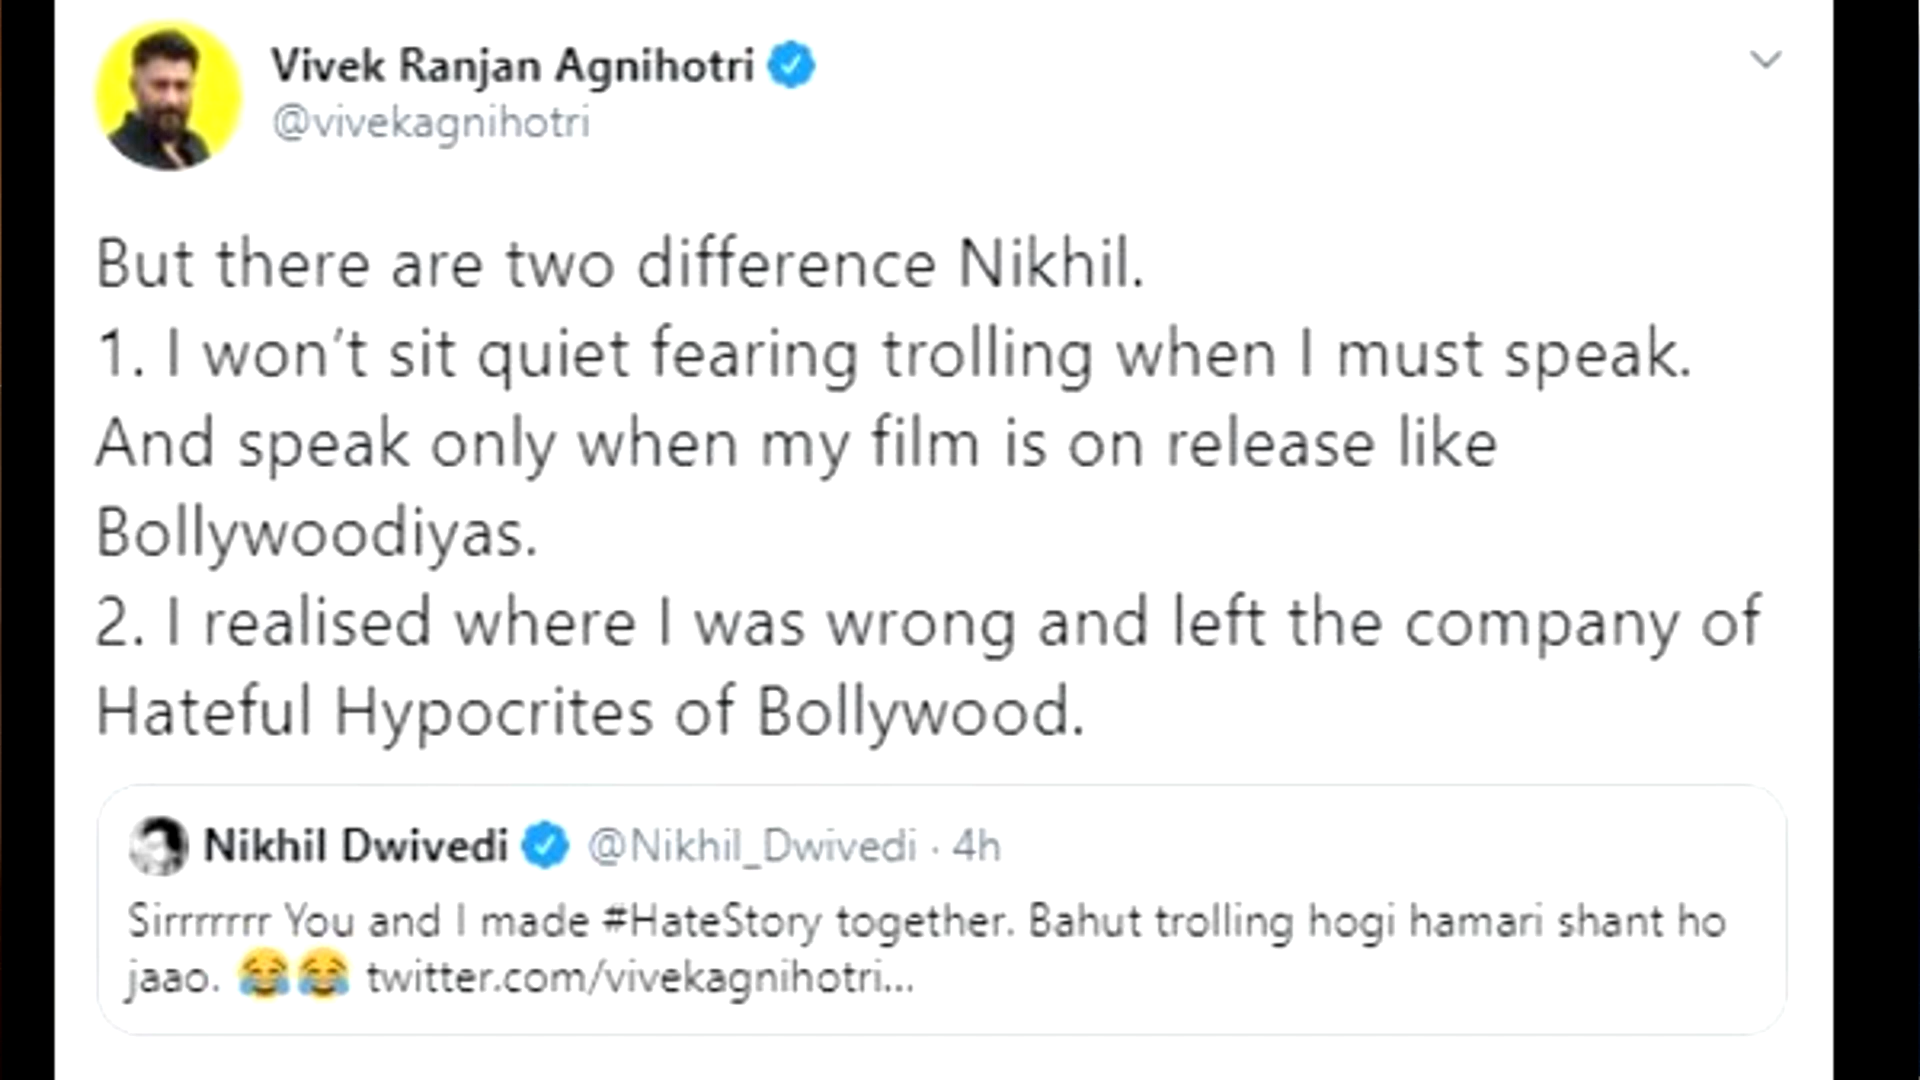 Vivek Ranjan Agnihotri
@vivekagnihotri
But there are two difference Nikhil.
1. I won’t sit quiet fearing trolling when I must speak.
And speak only when my film is on release like
Bollywoodiyas.
2. I realised where I was wrong and left the company of
Hateful Hypocrites of Bollywood.
Nikhil Dwivedi @Nikhil_Dwivedi · 4h
Sirrrrrrrr You and I made #HateStory together. Bahut trolling hogi hamari shant ho
jaao. 😂😂 twitter.com/vivekagnihotri...